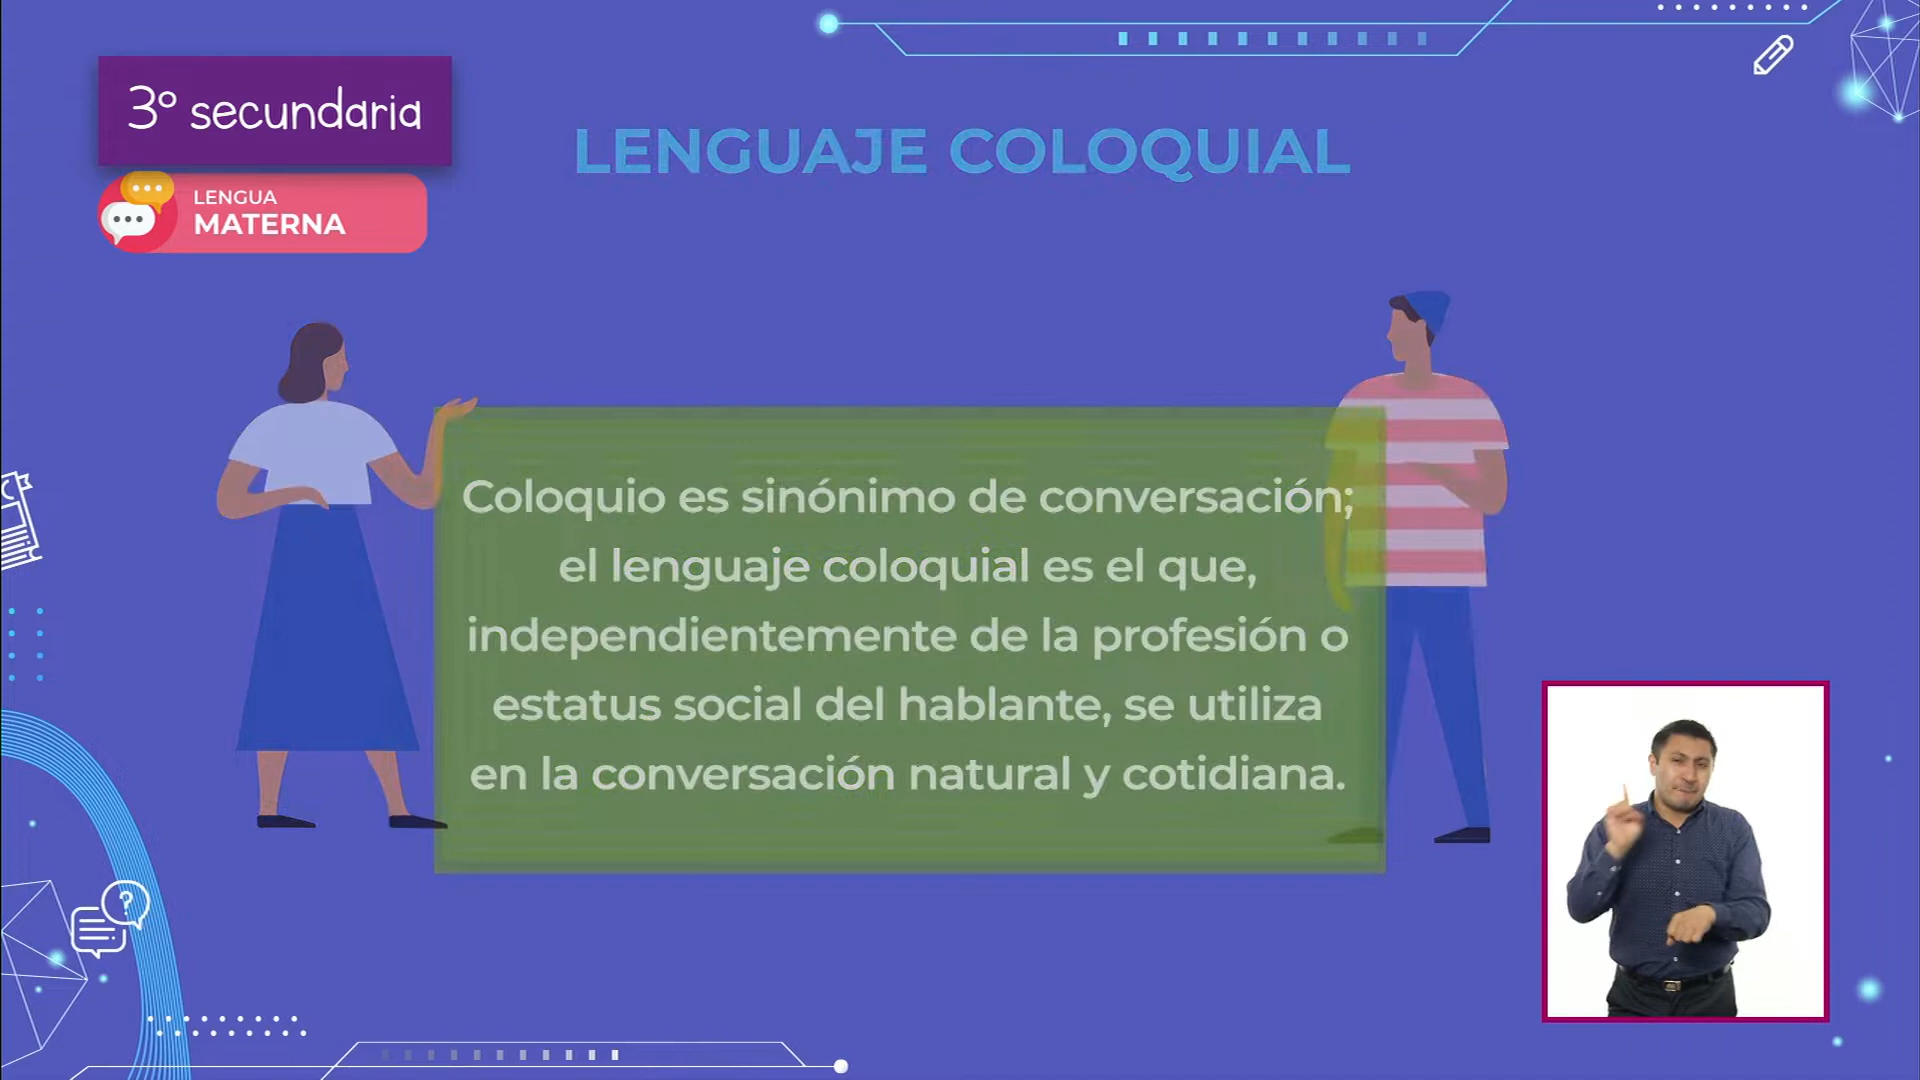 3º secundaria
LENGUA
MATERNA
LENGUAJE COLOQUIAL
Coloquio es sinónimo de conversación;
el lenguaje coloquial es el que,
independientemente de la profesión o
estatus social del hablante, se utiliza
en la conversación natural y cotidiana.